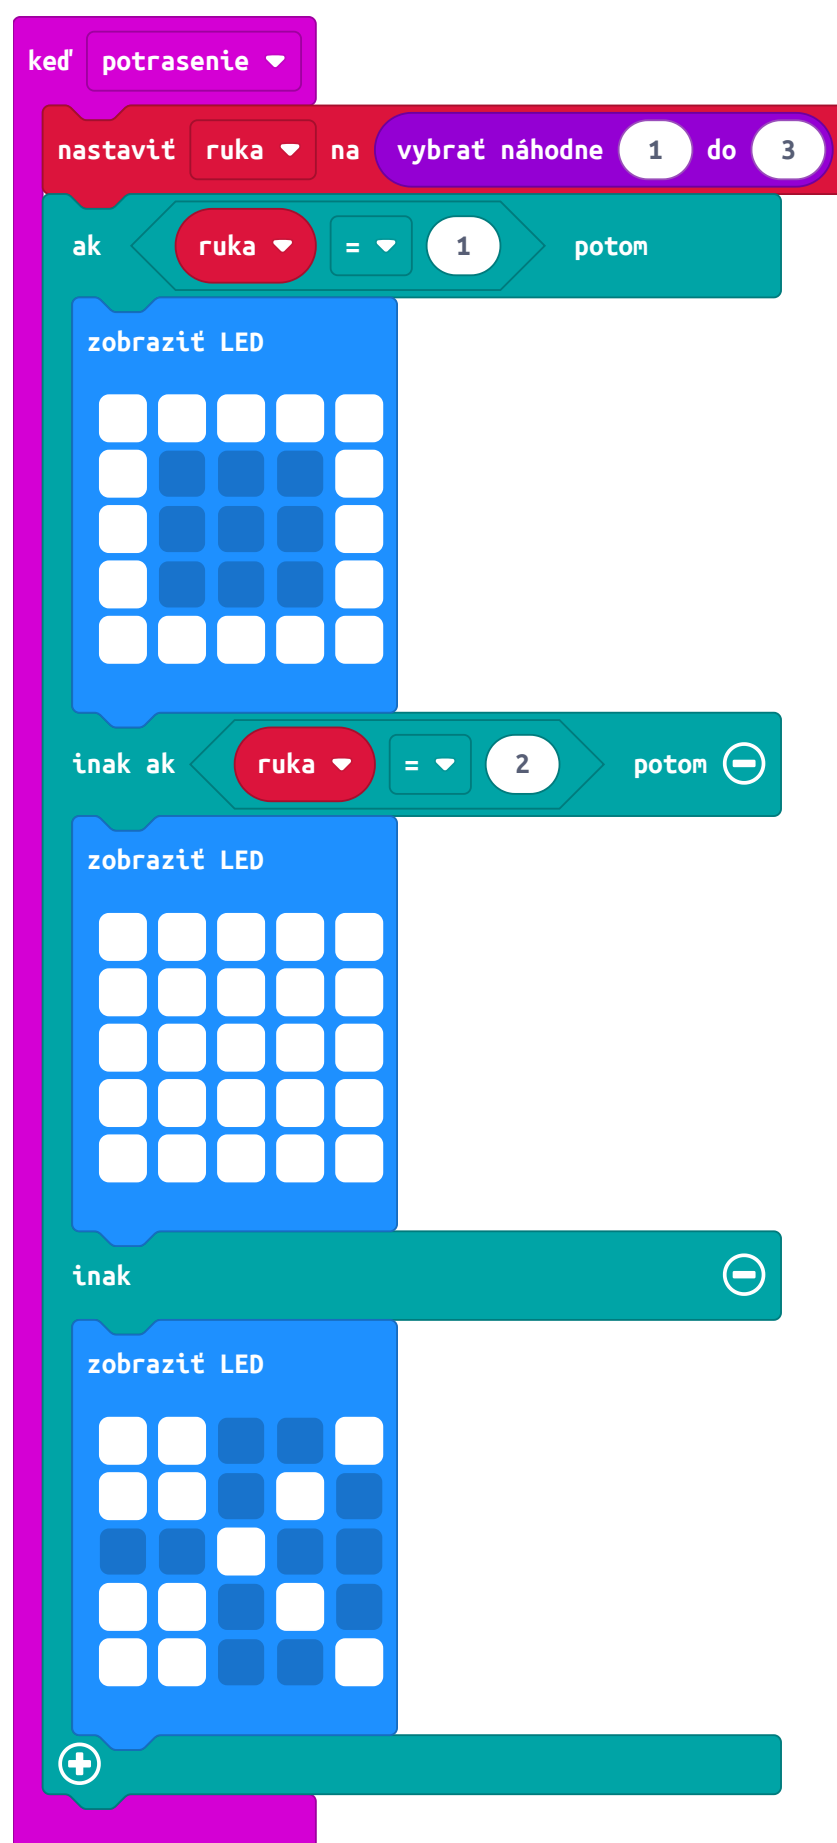 keď potrasenie
nastaviť ruka na vybrať náhodne 1 do 3
ak ruka = 1 potom
zobraziť LED
inak ak ruka = 2 potom
zobraziť LED
inak
zobraziť LED